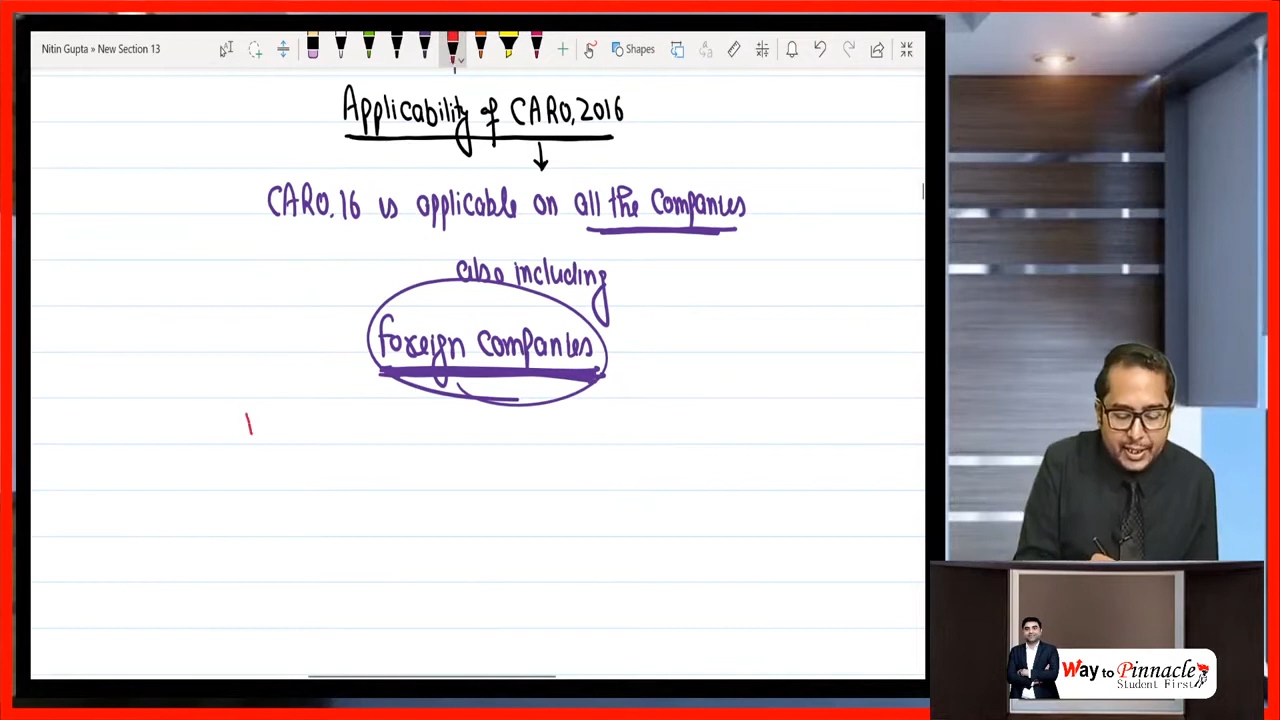 Nitin Gupta » New Section 13
Shapes
Applicability of CARO, 2016
CARO. 16 is applicable on all the Companies
also including
foreign companies
Way to Pinnacle
Student First